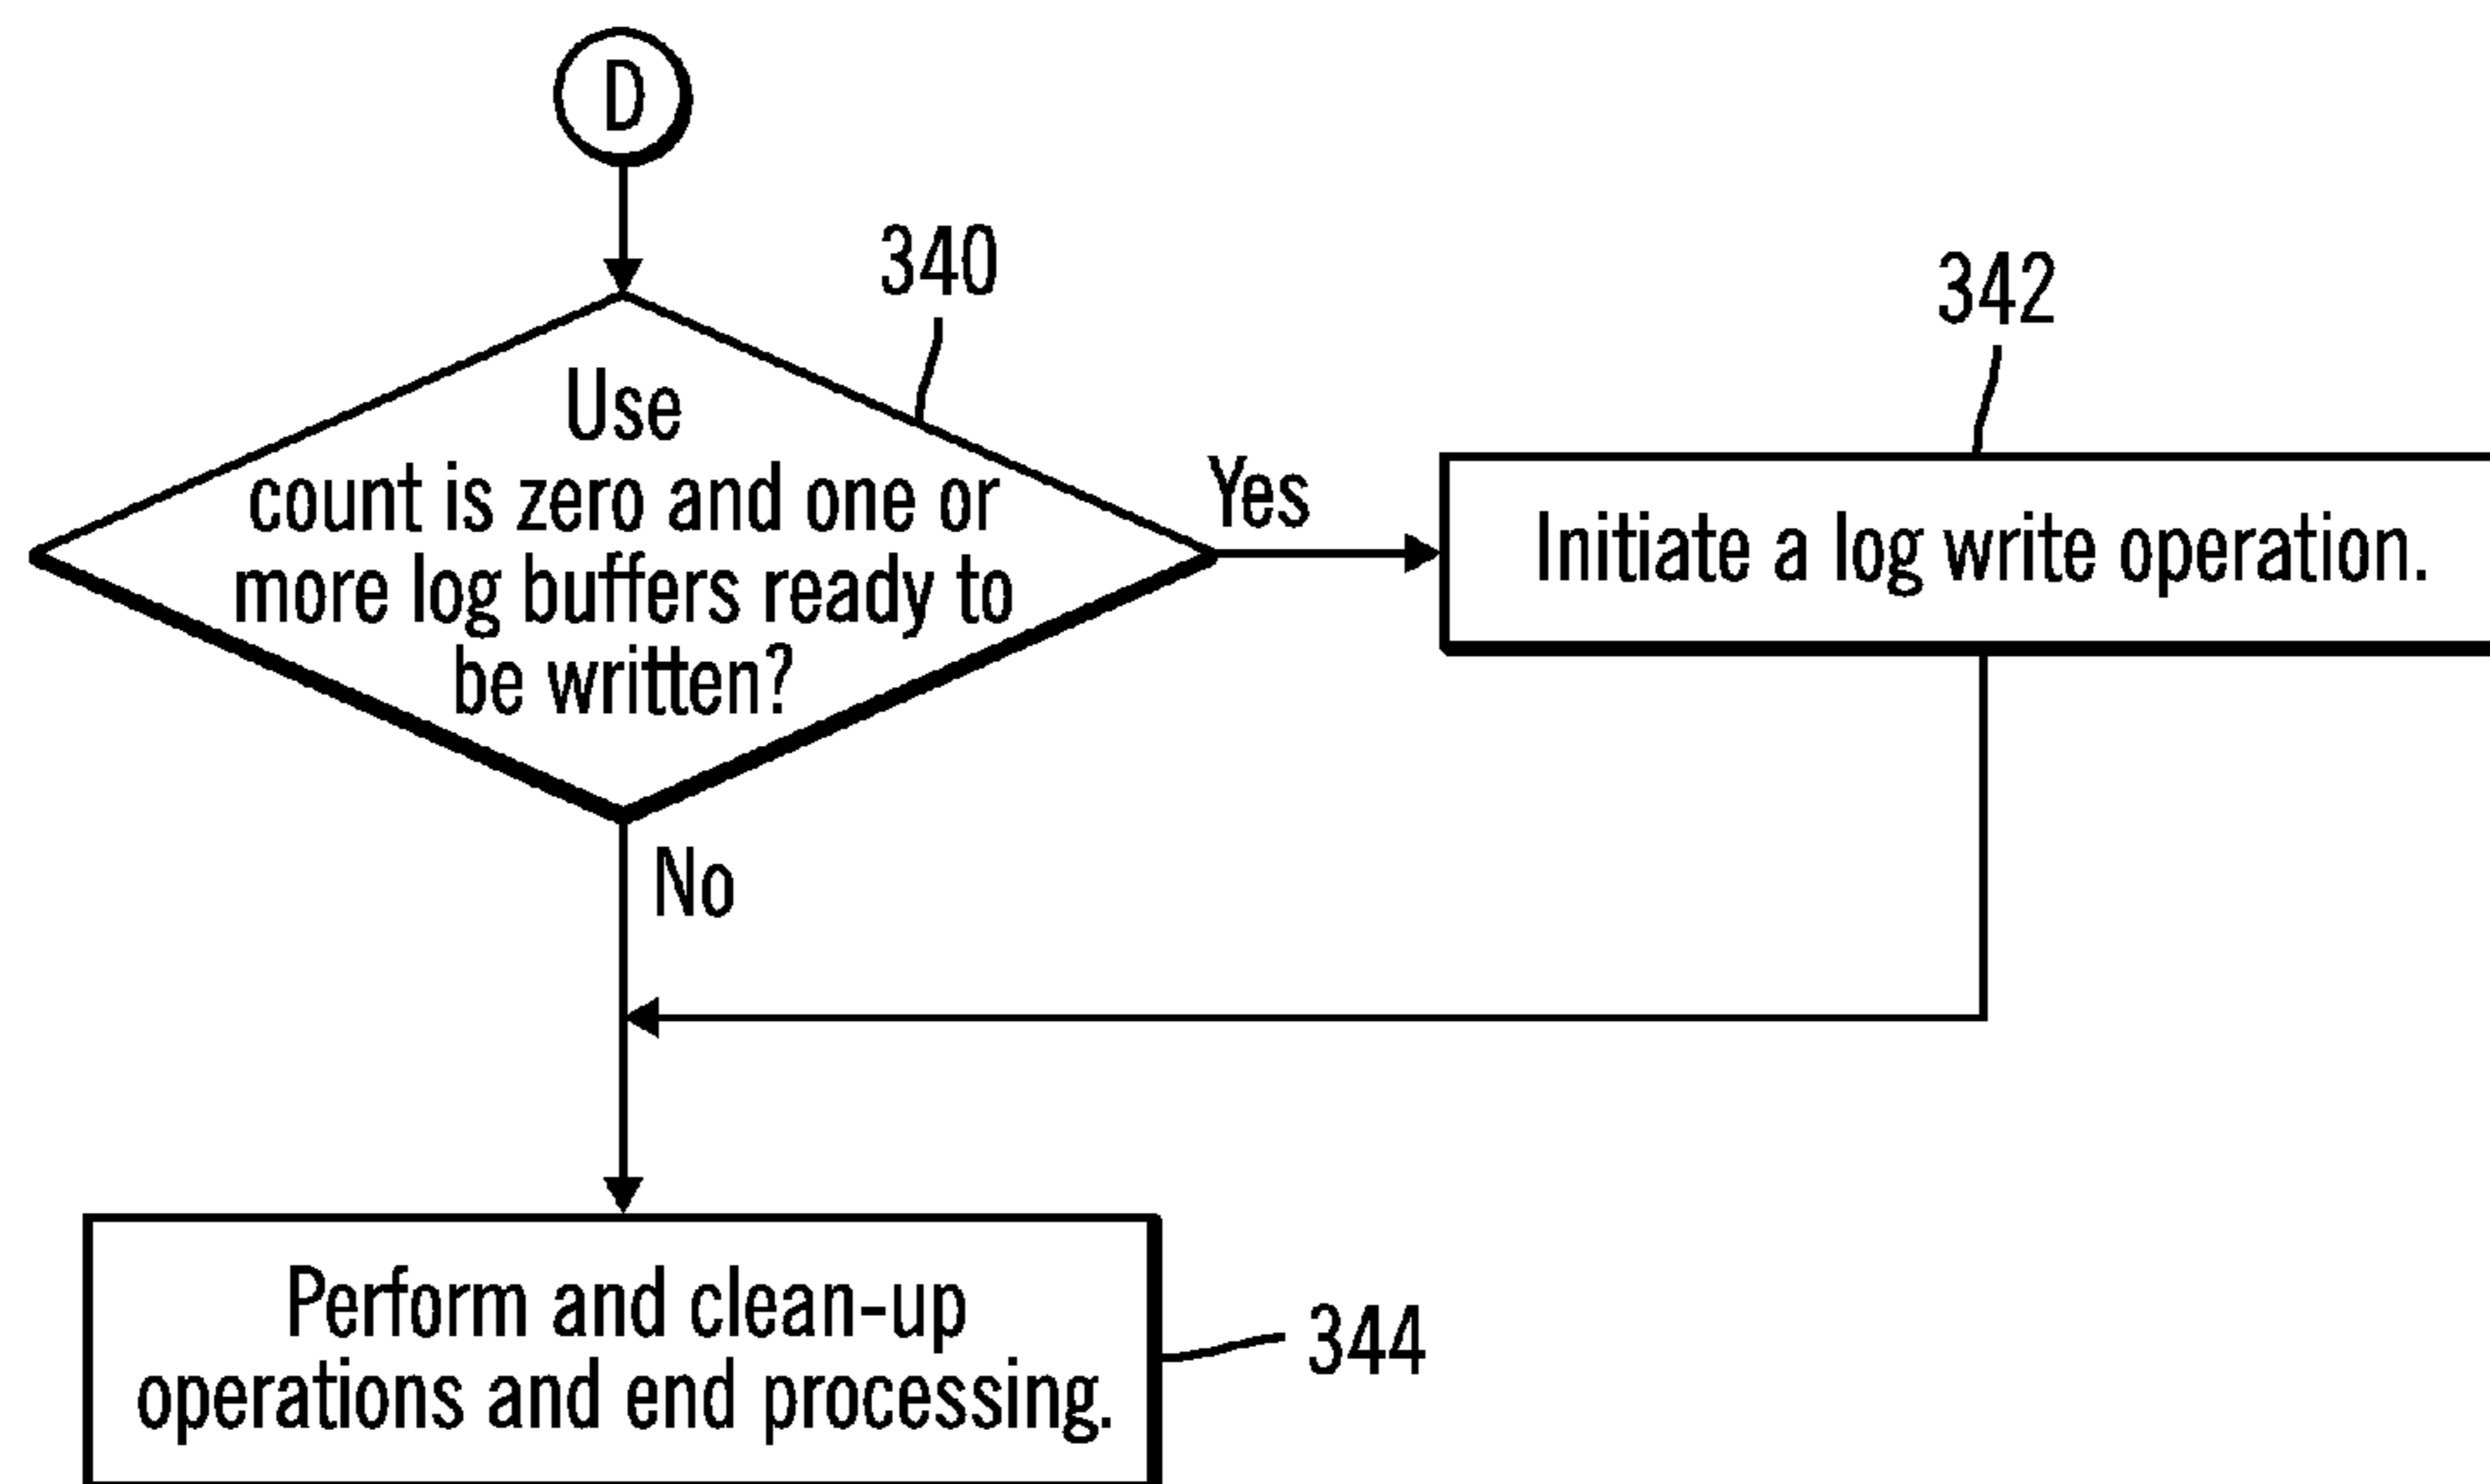 D
340
342
Use
count is zero and one or
more log buffers ready to
be written?
Yes
Initiate a log write operation.
No
Perform and clean-up
operations and end processing.
344